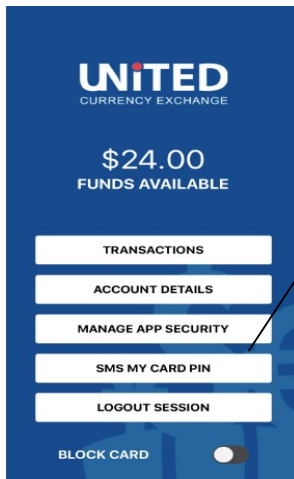 UNiTED
CURRENCY EXCHANGE
$24.00
FUNDS AVAILABLE
TRANSACTIONS
ACCOUNT DETAILS
MANAGE APP SECURITY
SMS MY CARD PIN
LOGOUT SESSION
BLOCK CARD